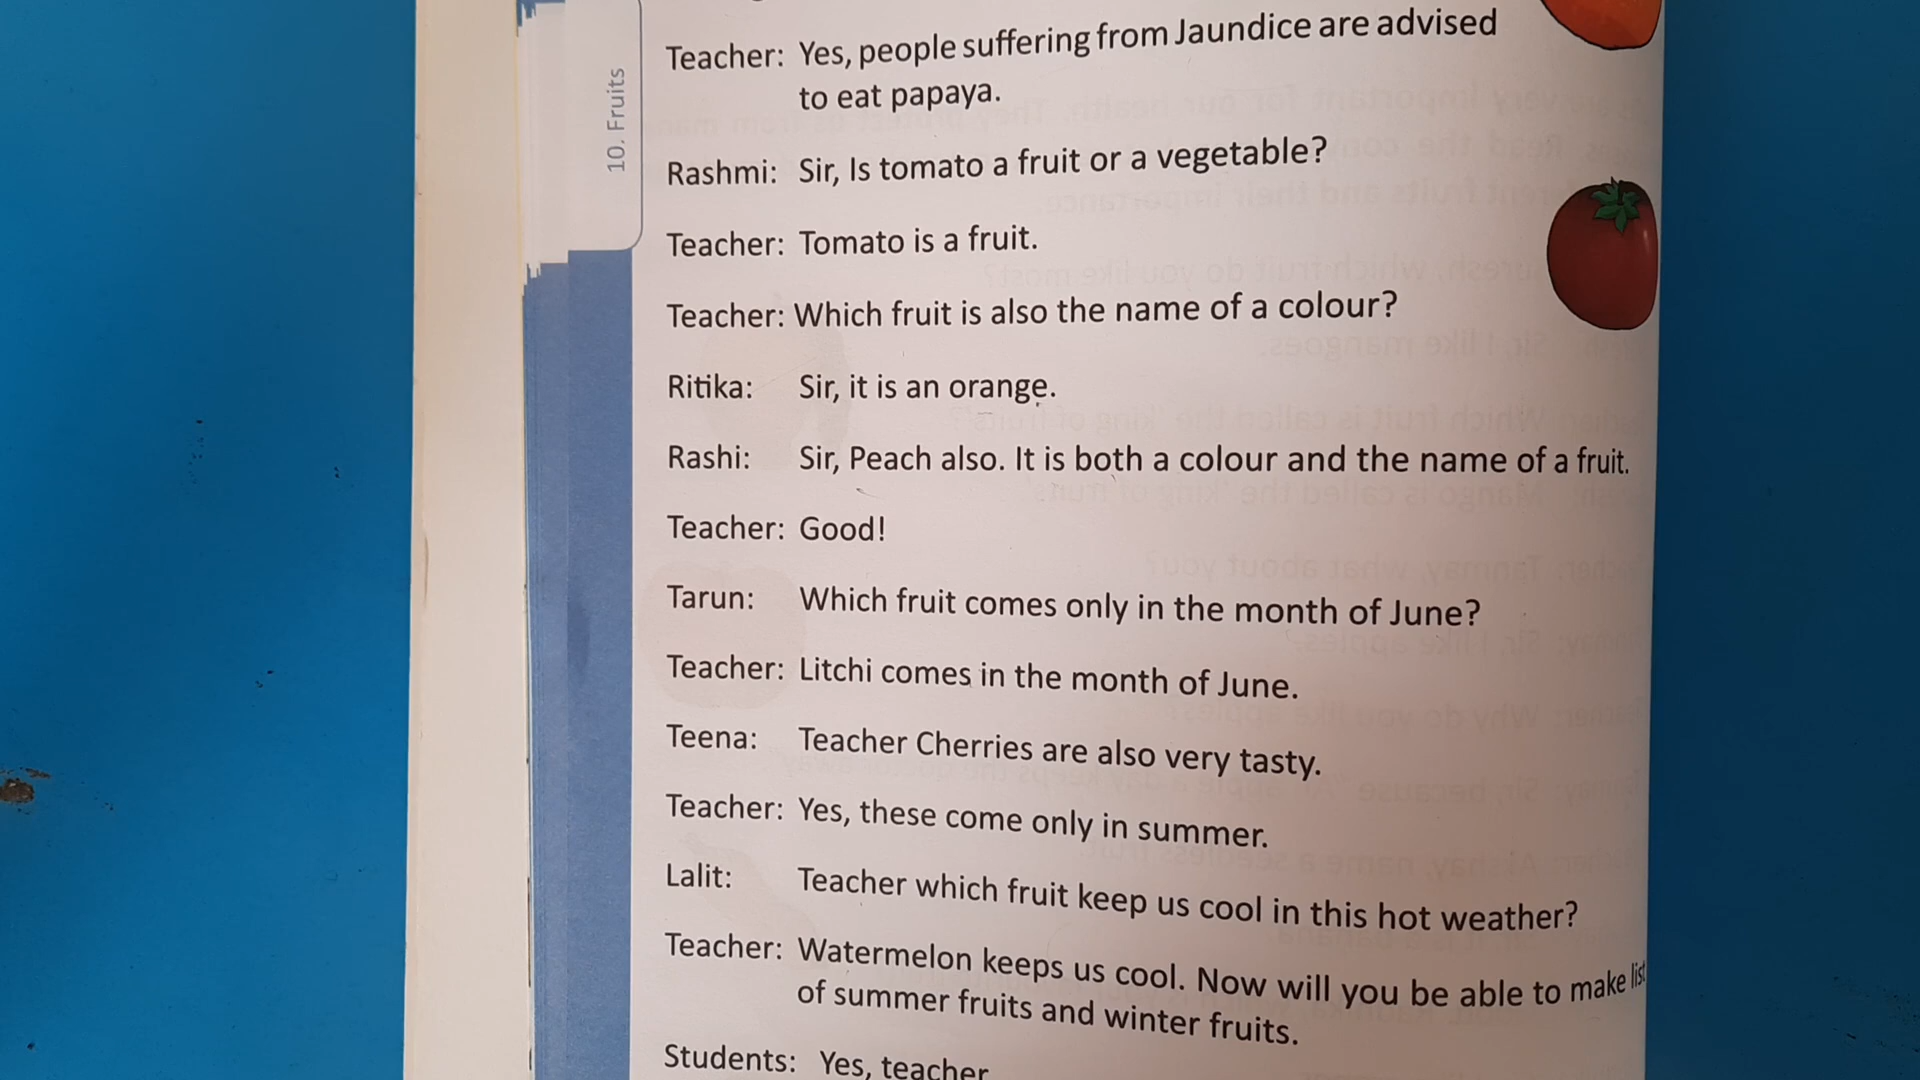 10. Fruits
Teacher: Yes, people suffering from Jaundice are advised
to eat papaya.
Rashmi: Sir, Is tomato a fruit or a vegetable?
Teacher: Tomato is a fruit.
Teacher: Which fruit is also the name of a colour?
Ritika: Sir, it is an orange.
Rashi: Sir, Peach also. It is both a colour and the name of a fruit.
Teacher: Good!
Tarun: Which fruit comes only in the month of June?
Teacher: Litchi comes in the month of June.
Teena: Teacher Cherries are also very tasty.
Teacher: Yes, these come only in summer.
Lalit: Teacher which fruit keep us cool in this hot weather?
Teacher: Watermelon keeps us cool. Now will you be able to make list
of summer fruits and winter fruits.
Students: Yes, teacher